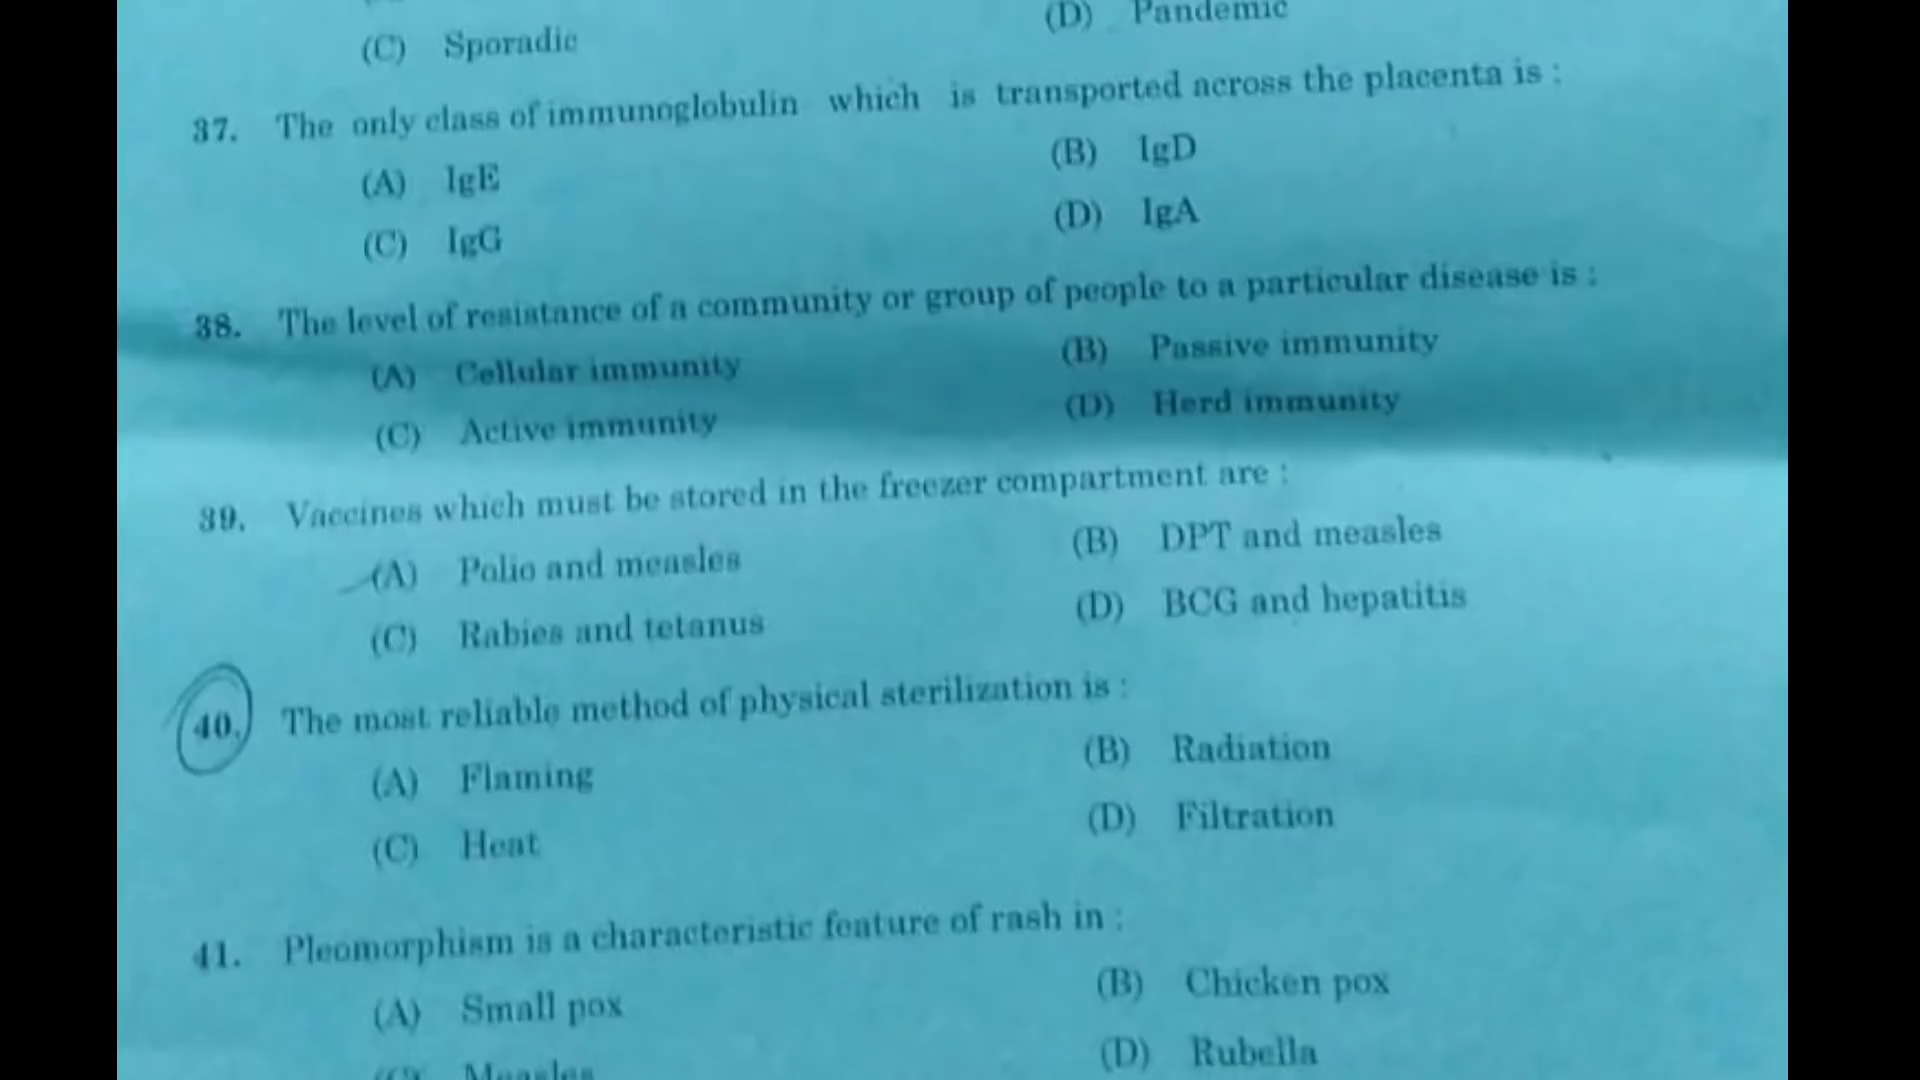 (C) Sporadic
(D) Pandemic
37. The only class of immunoglobulin which is transported across the placenta is :
(A) IgE
(B) IgD
(C) IgG
(D) IgA
38. The level of resistance of a community or group of people to a particular disease is :
(A) Cellular immunity
(B) Passive immunity
(C) Active immunity
(D) Herd immunity
39. Vaccines which must be stored in the freezer compartment are :
(A) Polio and measles
(B) DPT and measles
(C) Rabies and tetanus
(D) BCG and hepatitis
40. The most reliable method of physical sterilization is :
(A) Flaming
(B) Radiation
(C) Heat
(D) Filtration
41. Pleomorphism is a characteristic feature of rash in :
(A) Small pox
(B) Chicken pox
(C) Measles
(D) Rubella